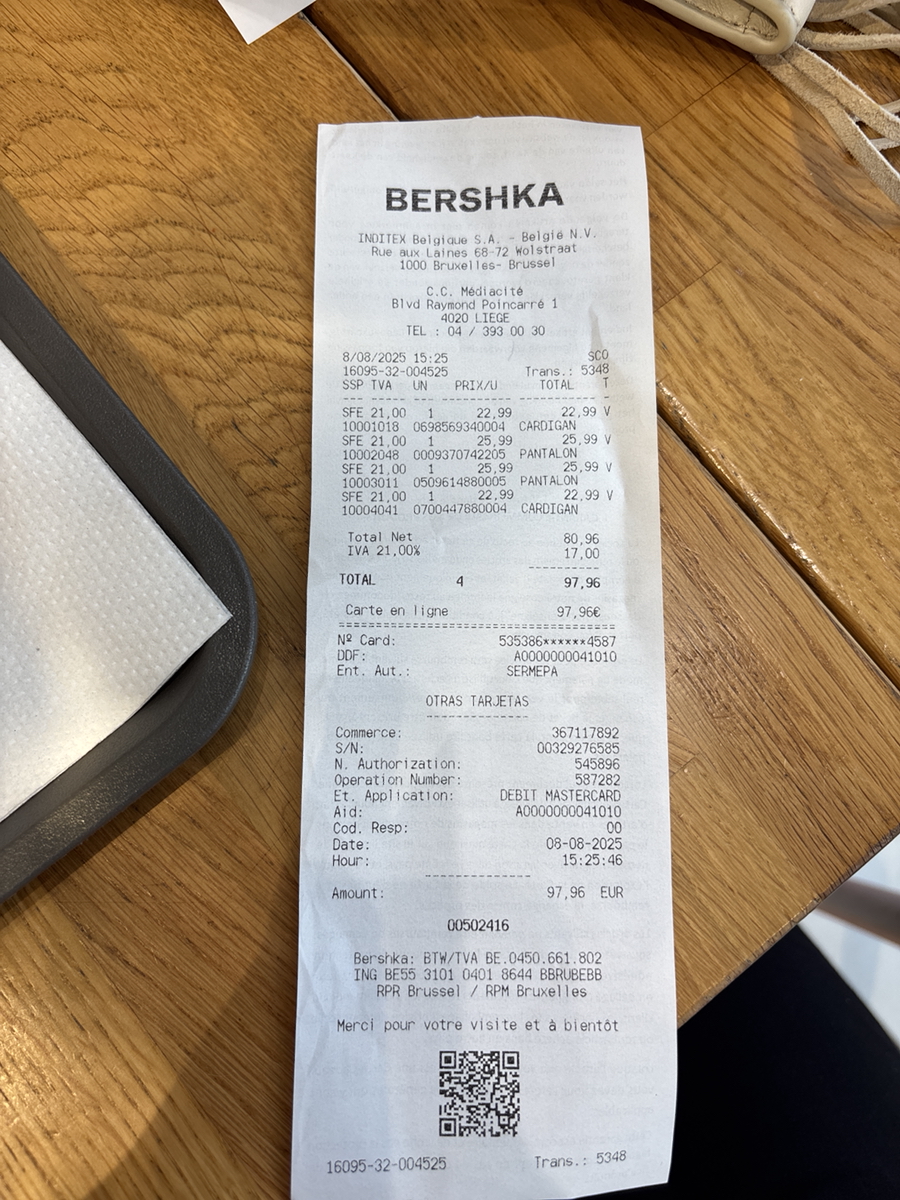 BERSHKA
INDITEX Belgique S.A. - België N.V.
Rue aux Laines 68-72 Wolstraat
1000 Bruxelles- Brussel
C.C. Médiacité
Blvd Raymond Poincarré 1
4020 LIEGE
TEL : 04 / 393 00 30
8/08/2025 15:25 SCO
16095-32-004525 Trans.: 5348
SSP TVA UN PRIX/U TOTAL T
SFE 21,00 1 22,99 22,99 V
10001018 0698569340004 CARDIGAN
SFE 21,00 1 25,99 25,99 V
10002048 0009370742205 PANTALON
SFE 21,00 1 25,99 25,99 V
10003011 0509614880005 PANTALON
SFE 21,00 1 22,99 22,99 V
10004041 0700447680004 CARDIGAN
Total Net 80,96
IVA 21,00% 17,00
TOTAL 4 97,96
Carte en ligne 97,96€
Nº Card: 535386******4587
DDF: A0000000041010
Ent. Aut.: SERMEPA
OTRAS TARJETAS
Commerce: 367117892
S/N: 00329276585
N. Authorization: 545896
Operation Number: 587282
Et. Application: DEBIT MASTERCARD
Aid: A0000000041010
Cod. Resp: 00
Date: 08-08-2025
Hour: 15:25:46
Amount: 97,96 EUR
00502416
Bershka: BTW/TVA BE.0450.661.802
ING BE55 3101 0401 8644 BBRUBEBB
RPR Brussel / RPM Bruxelles
Merci pour votre visite et à bientôt
16095-32-004525 Trans.: 5348